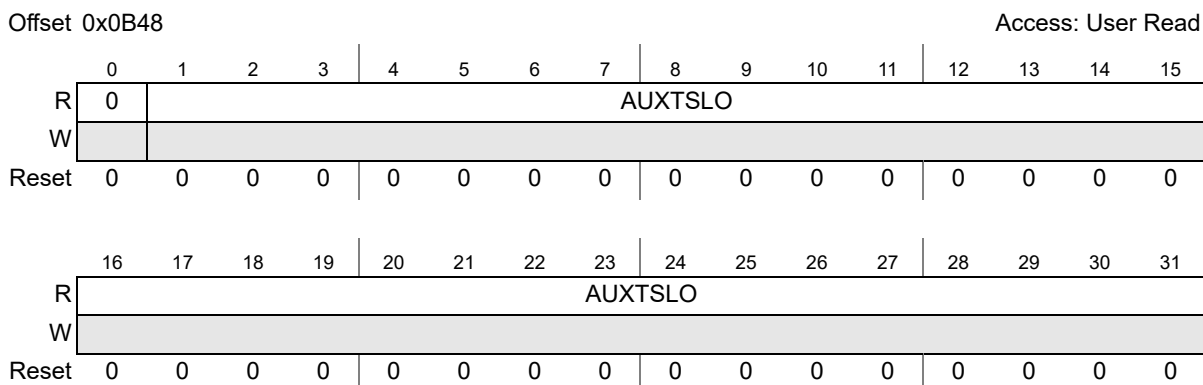 Offset 0x0B48 Access: User Read
0 1 2 3 4 5 6 7 8 9 10 11 12 13 14 15
R 0 AUXTSLO
W
Reset 0 0 0 0 0 0 0 0 0 0 0 0 0 0 0 0
16 17 18 19 20 21 22 23 24 25 26 27 28 29 30 31
R AUXTSLO
W
Reset 0 0 0 0 0 0 0 0 0 0 0 0 0 0 0 0